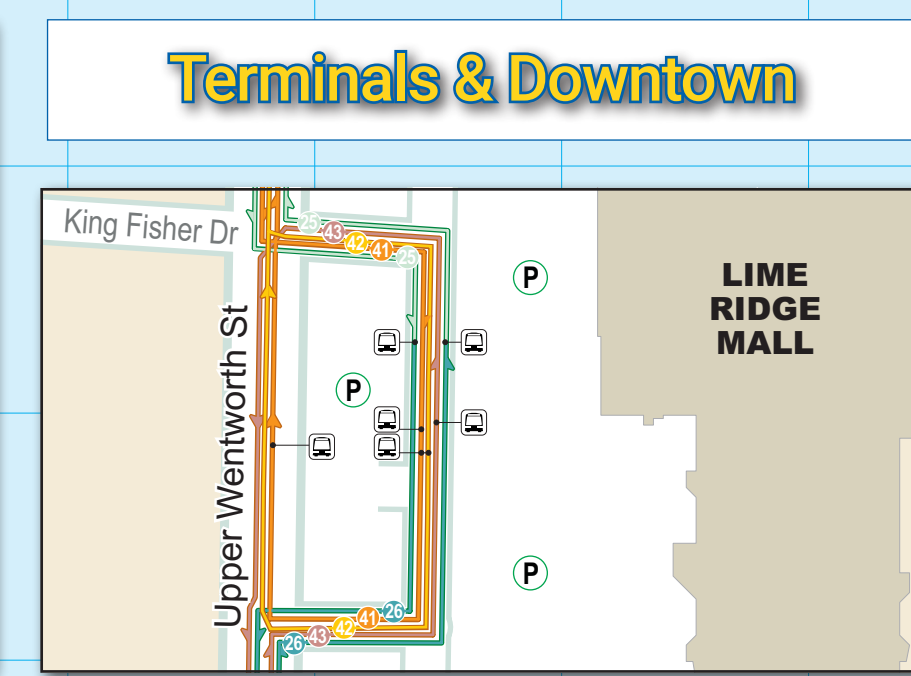 Terminals & Downtown
King Fisher Dr
25
43
42
41
25
P
LIME
RIDGE
MALL
Upper Wentworth St
P
P
26
41
42
43
26